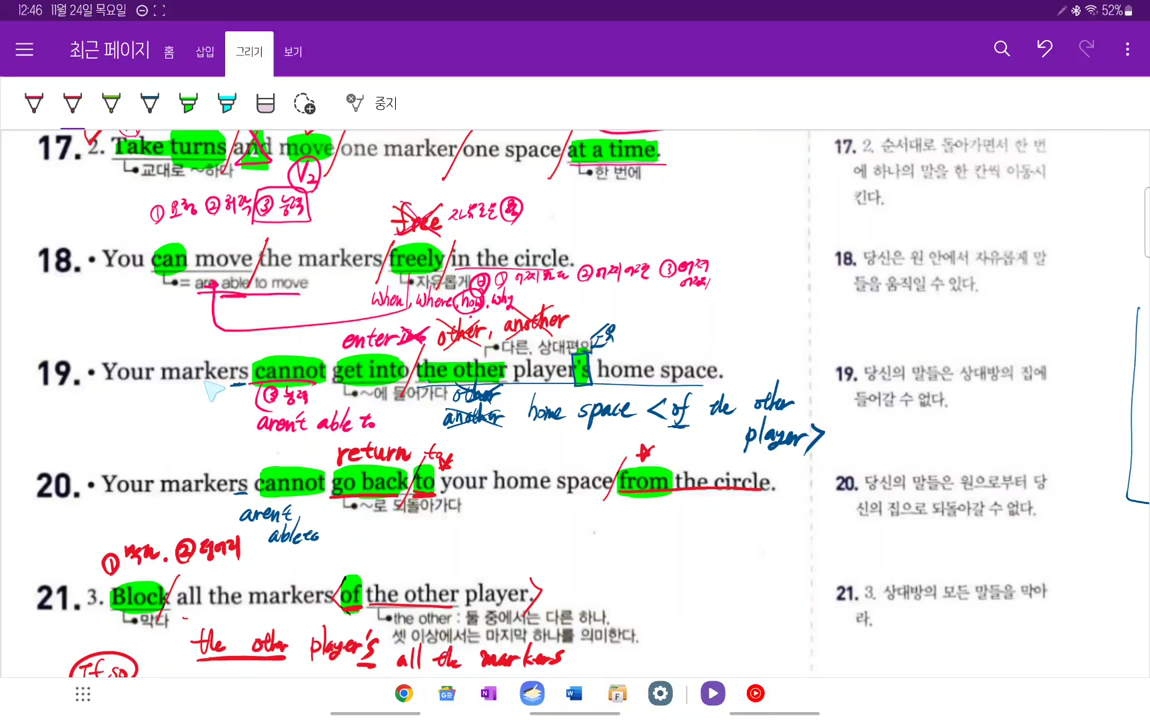 12:46 11월 24일 목요일 52%
최근 페이지 홈 삽입 그리기 보기
중지
17. 2. Take turns and move one marker one space at a time.
교대로 ~하다 V2 한 번에
① 요청 ② 허락 ③ 능력
free 자유로운
18. • You can move the markers freely in the circle.
= are able to move 자유롭게
when, where, how, why
enter into other, another
다른, 상대편의
19. • Your markers cannot get into the other player's home space.
③ 능력 ~에 들어가다 other
another
aren't able to home space <of the other
player>
return to
20. • Your markers cannot go back to your home space from the circle.
~로 되돌아가다
aren't
able to
① 막다. ② 덩어리
21. 3. Block all the markers <of the other player.>
막다 the other : 둘 중에서는 다른 하나,
셋 이상에서는 마지막 하나를 의미한다.
the other player's all the markers
If so
17. 2. 순서대로 돌아가면서 한 번
에 하나의 말을 한 칸씩 이동시
킨다.
18. 당신은 원 안에서 자유롭게 말
들을 움직일 수 있다.
19. 당신의 말들은 상대방의 집에
들어갈 수 없다.
20. 당신의 말들은 원으로부터 당
신의 집으로 되돌아갈 수 없다.
21. 3. 상대방의 모든 말들을 막아
라.